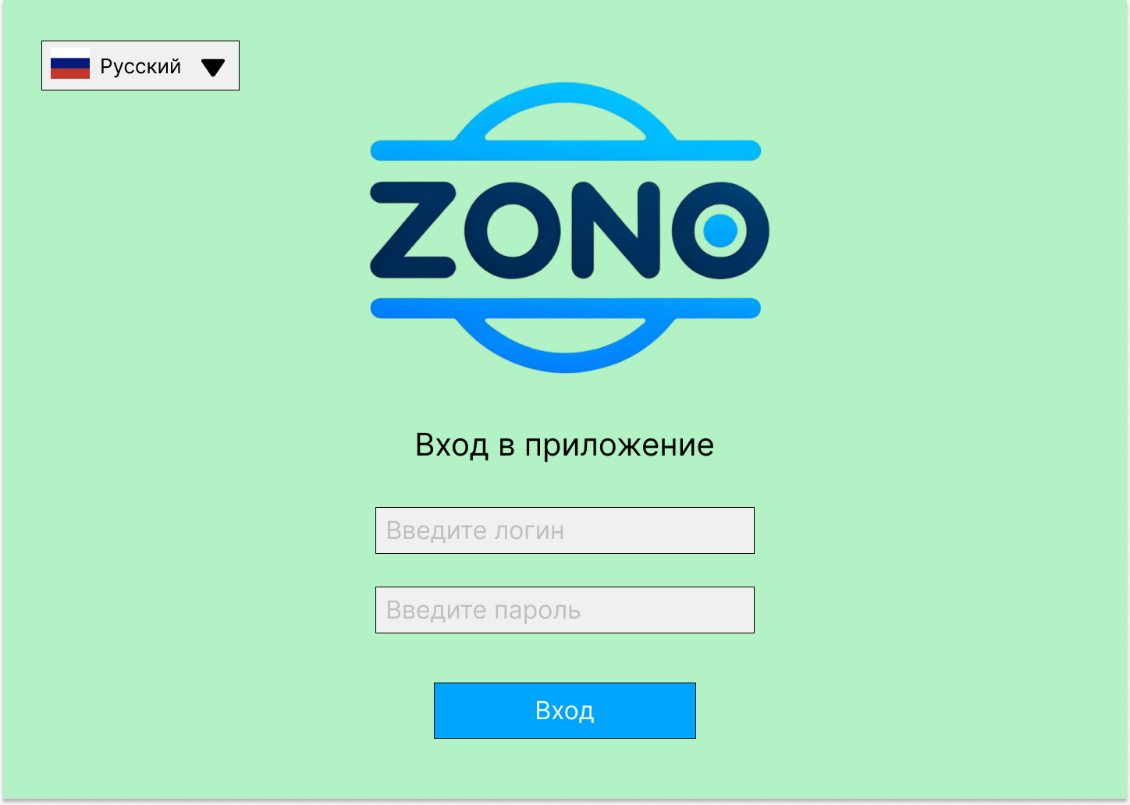 Русский
ZONO
Вход в приложение
Введите логин
Введите пароль
Вход